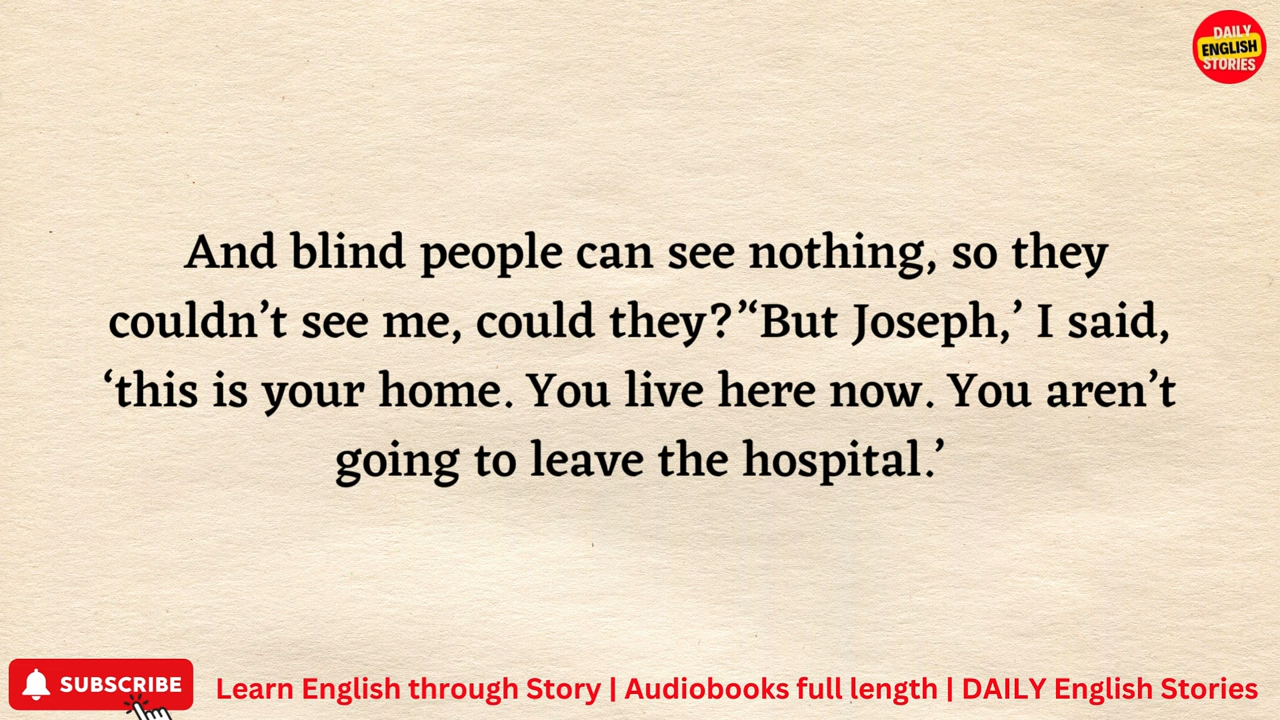 DAILY
ENGLISH
STORIES
And blind people can see nothing, so they
couldn’t see me, could they?’‘‘But Joseph,’ I said,
‘this is your home. You live here now. You aren’t
going to leave the hospital.’
SUBSCRIBE
Learn English through Story | Audiobooks full length | DAILY English Stories